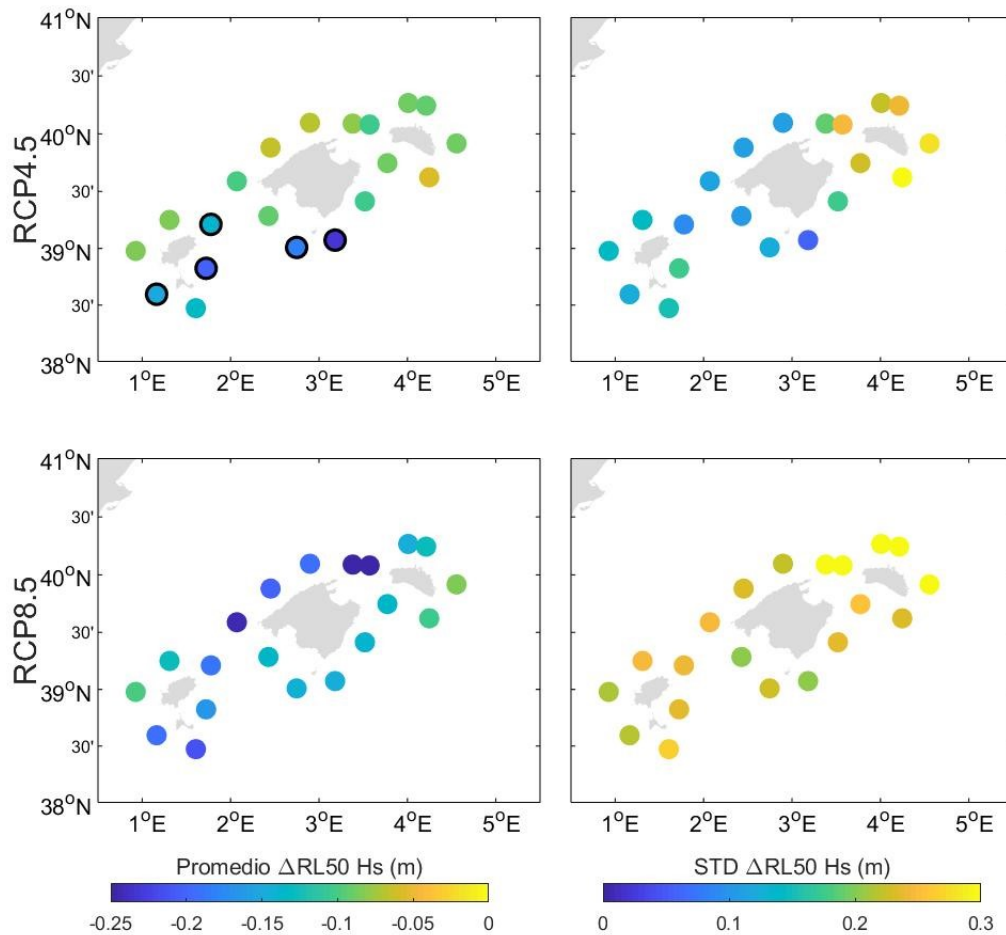 41°N
30'
40°N
30'
39°N
30'
38°N
RCP4.5
1°E 2°E 3°E 4°E 5°E
1°E 2°E 3°E 4°E 5°E
41°N
30'
40°N
30'
39°N
30'
38°N
RCP8.5
1°E 2°E 3°E 4°E 5°E
1°E 2°E 3°E 4°E 5°E
Promedio ΔRL50 Hs (m)
-0.25 -0.2 -0.15 -0.1 -0.05 0
STD ΔRL50 Hs (m)
0 0.1 0.2 0.3